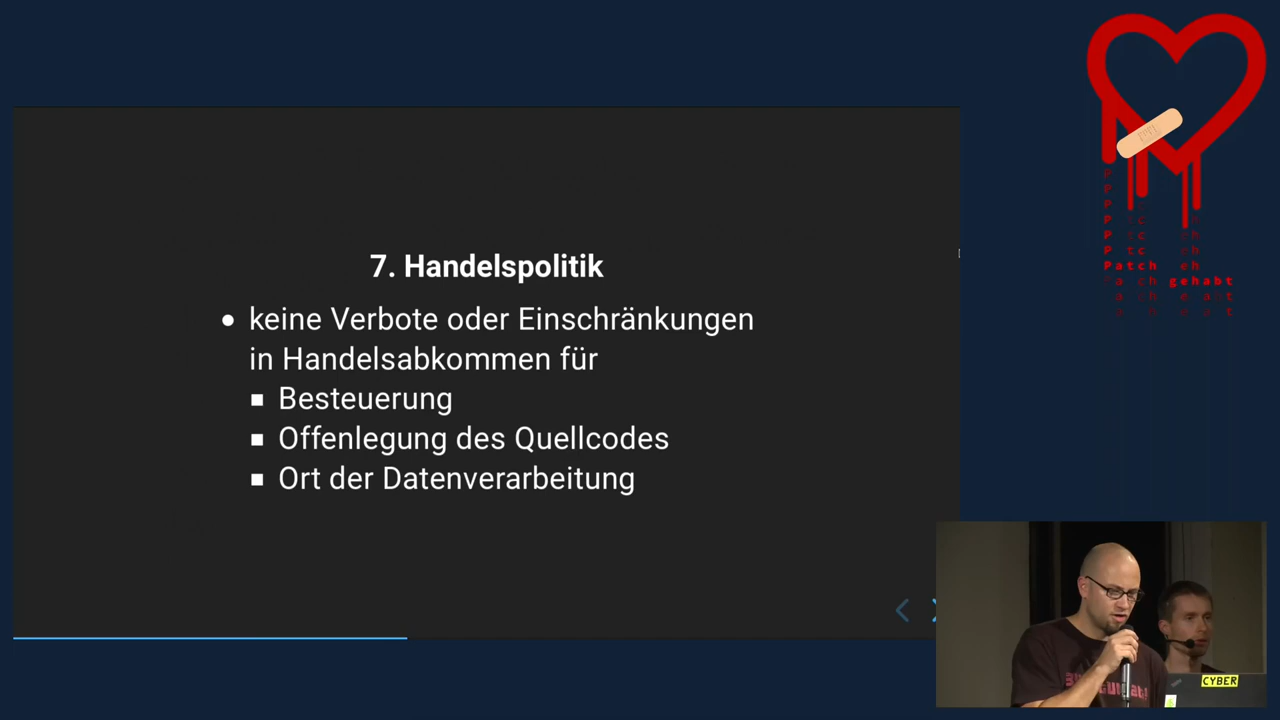 7. Handelspolitik
keine Verbote oder Einschränkungen
in Handelsabkommen für
Besteuerung
Offenlegung des Quellcodes
Ort der Datenverarbeitung
Patch gehabt
CYBER